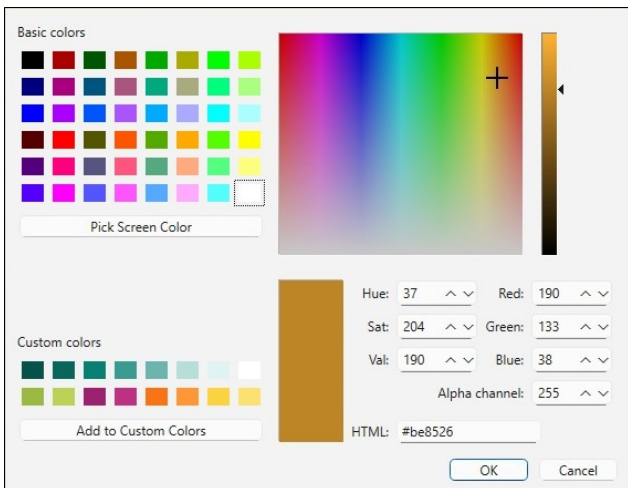 Basic colors
Pick Screen Color
Hue: 37 Red: 190
Sat: 204 Green: 133
Val: 190 Blue: 38
Custom colors
Alpha channel: 255
Add to Custom Colors
HTML: #be8526
OK Cancel